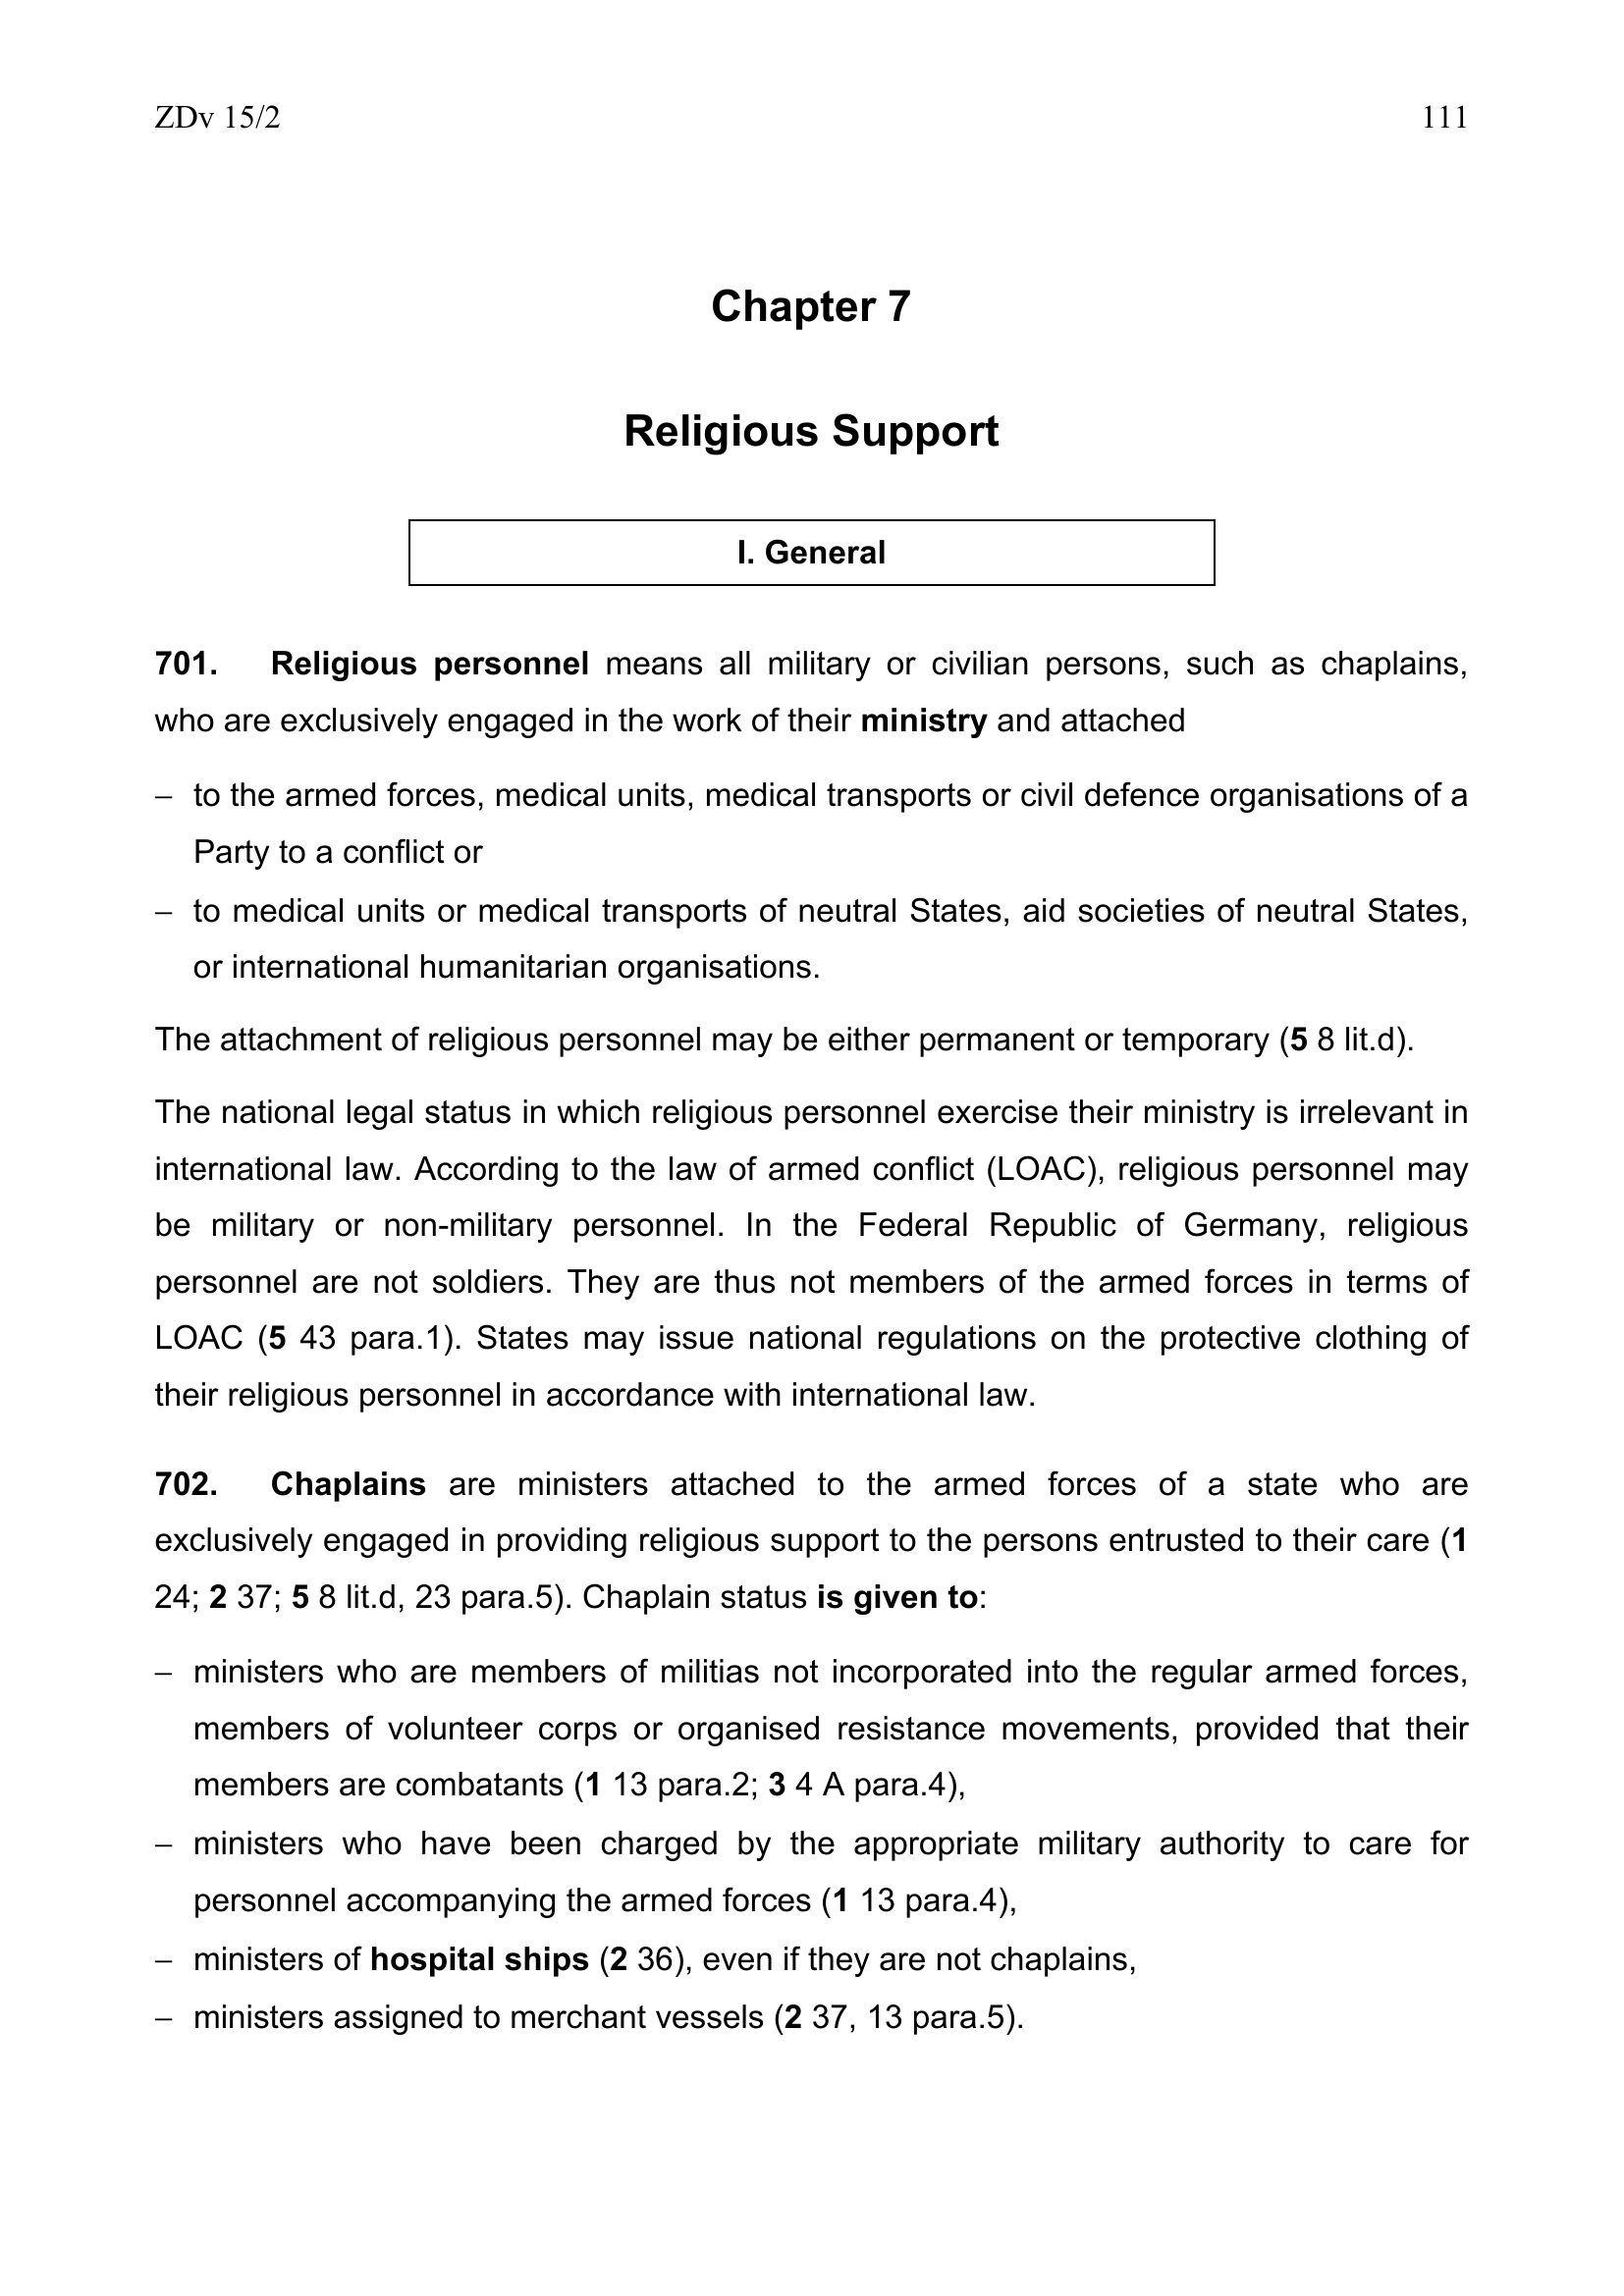 ZDv 15/2 111
Chapter 7
Religious Support
I. General
701. Religious personnel means all military or civilian persons, such as chaplains,
who are exclusively engaged in the work of their ministry and attached
– to the armed forces, medical units, medical transports or civil defence organisations of a
Party to a conflict or
– to medical units or medical transports of neutral States, aid societies of neutral States,
or international humanitarian organisations.
The attachment of religious personnel may be either permanent or temporary (5 8 lit.d).
The national legal status in which religious personnel exercise their ministry is irrelevant in
international law. According to the law of armed conflict (LOAC), religious personnel may
be military or non-military personnel. In the Federal Republic of Germany, religious
personnel are not soldiers. They are thus not members of the armed forces in terms of
LOAC (5 43 para.1). States may issue national regulations on the protective clothing of
their religious personnel in accordance with international law.
702. Chaplains are ministers attached to the armed forces of a state who are
exclusively engaged in providing religious support to the persons entrusted to their care (1
24; 2 37; 5 8 lit.d, 23 para.5). Chaplain status is given to:
– ministers who are members of militias not incorporated into the regular armed forces,
members of volunteer corps or organised resistance movements, provided that their
members are combatants (1 13 para.2; 3 4 A para.4),
– ministers who have been charged by the appropriate military authority to care for
personnel accompanying the armed forces (1 13 para.4),
– ministers of hospital ships (2 36), even if they are not chaplains,
– ministers assigned to merchant vessels (2 37, 13 para.5).